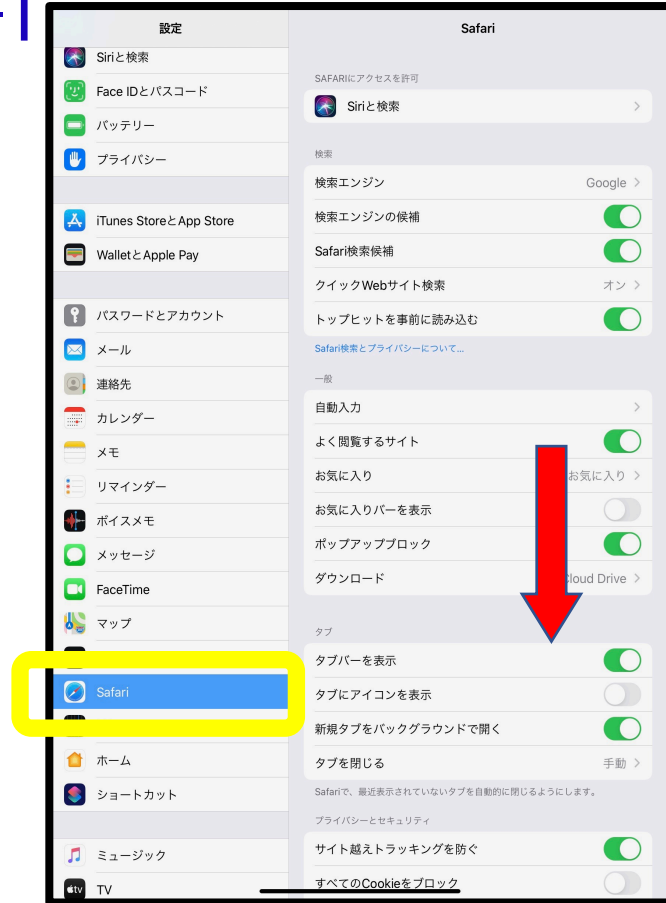 設定
Siriと検索
Face IDとパスコード
バッテリー
プライバシー
iTunes StoreとApp Store
WalletとApple Pay
パスワードとアカウント
メール
連絡先
カレンダー
メモ
リマインダー
ボイスメモ
メッセージ
FaceTime
マップ
Safari
ホーム
ショートカット
ミュージック
tv
TV
Safari
SAFARIにアクセスを許可
Siriと検索
検索
検索エンジン Google
検索エンジンの候補
Safari検索候補
クイックWebサイト検索 オン
トップヒットを事前に読み込む
Safari検索とプライバシーについて...
一般
自動入力
よく閲覧するサイト
お気に入り お気に入り
お気に入りバーを表示
ポップアップブロック
ダウンロード Drive
タブ
タブバーを表示
タブにアイコンを表示
新規タブをバックグラウンドで開く
タブを閉じる 手動
Safariで、最近表示されていないタブを自動的に閉じるようにします。
プライバシーとセキュリティ
サイト越えトラッキングを防ぐ
すべてのCookieをブロック